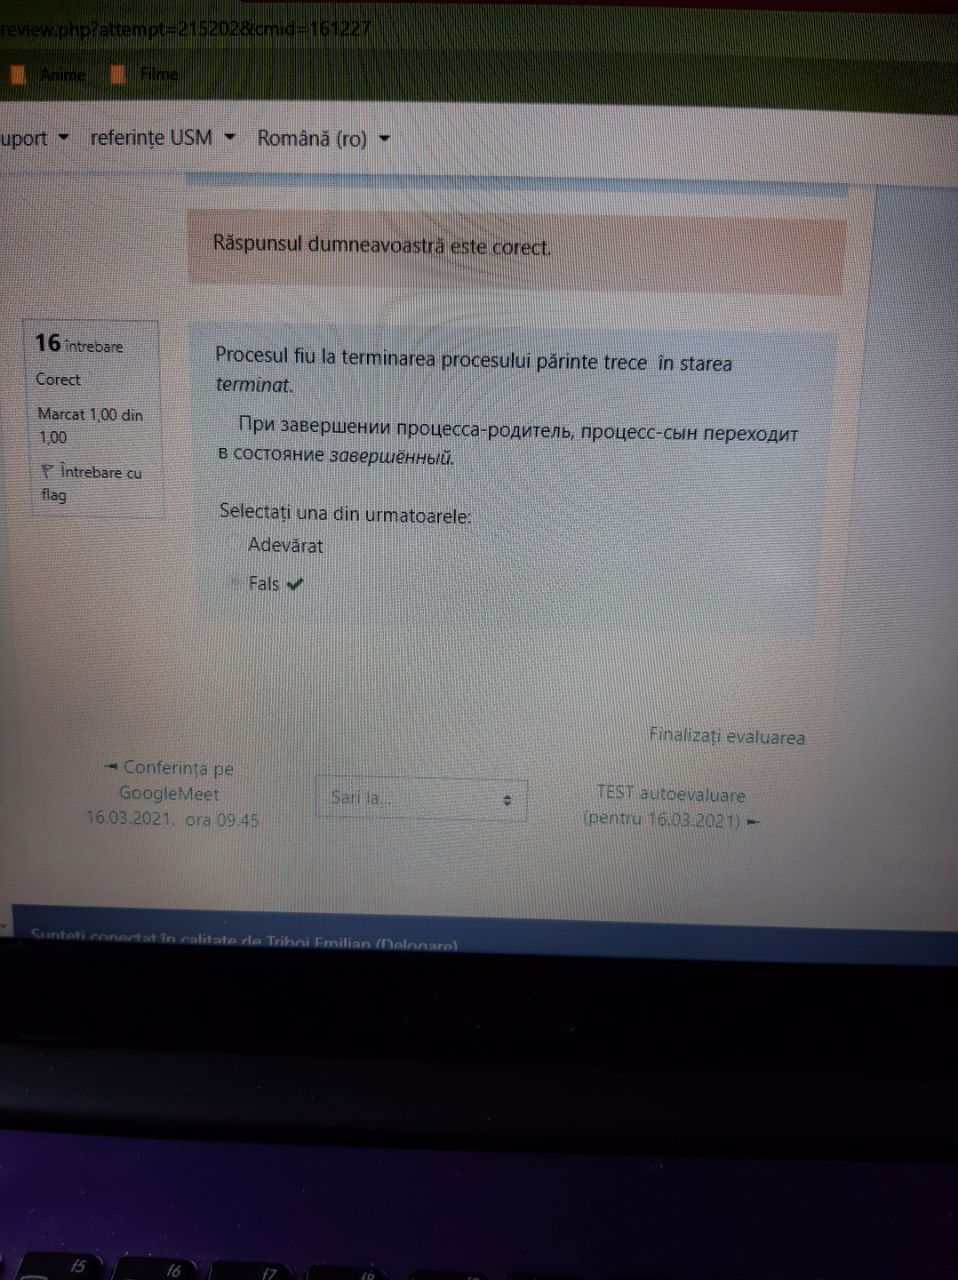 review.php?attempt=215202&cmid=161227
Anime Filme
uport referințe USM Română (ro)
Răspunsul dumneavoastră este corect.
16 întrebare
Corect
Marcat 1,00 din
1,00
Întrebare cu
flag
Procesul fiu la terminarea procesului părinte trece în starea
terminat.
При завершении процесса-родитель, процесс-сын переходит
в состояние завершённый.
Selectați una din urmatoarele:
Adevărat
Fals
Finalizați evaluarea
Conferința pe
GoogleMeet
16.03.2021. ora 09.45
Sari la...
TEST autoevaluare
(pentru 16.03.2021)
Sunteți conectat în calitate de Triboi Emilian (Delogare)
f5 f6 f7 f8